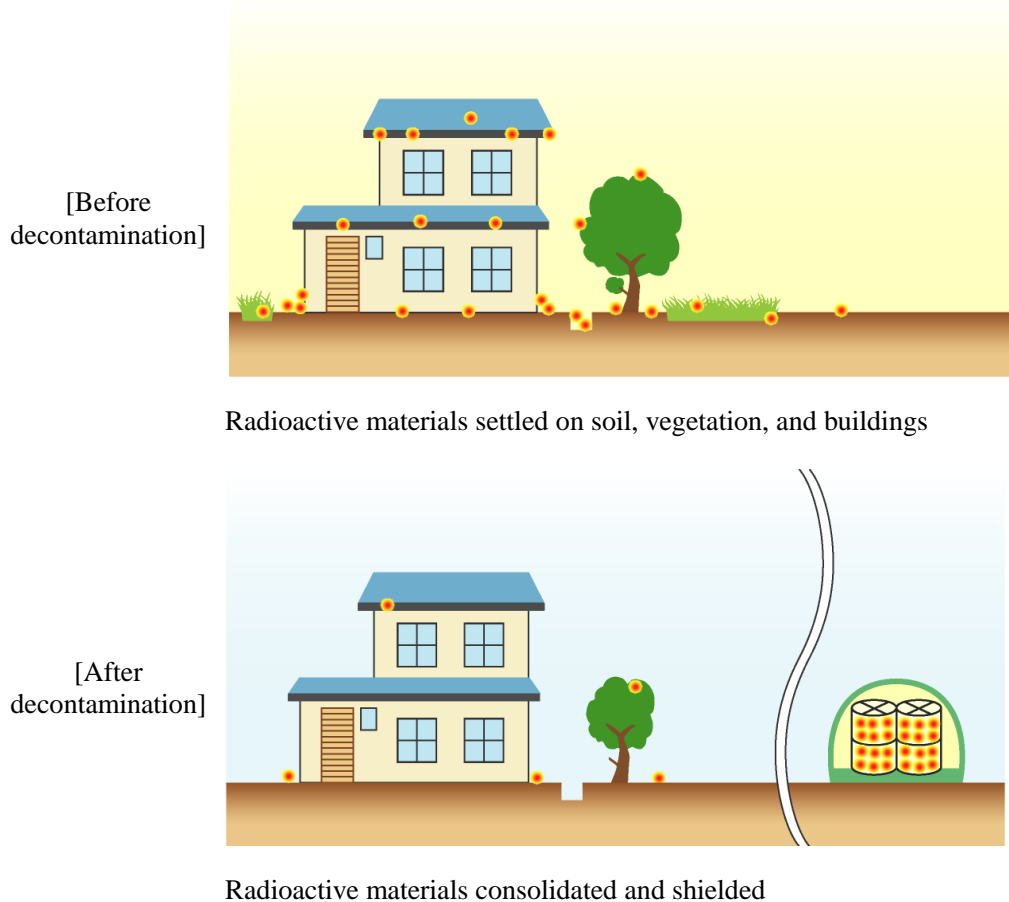 [Before
decontamination]
Radioactive materials settled on soil, vegetation, and buildings
[After
decontamination]
Radioactive materials consolidated and shielded